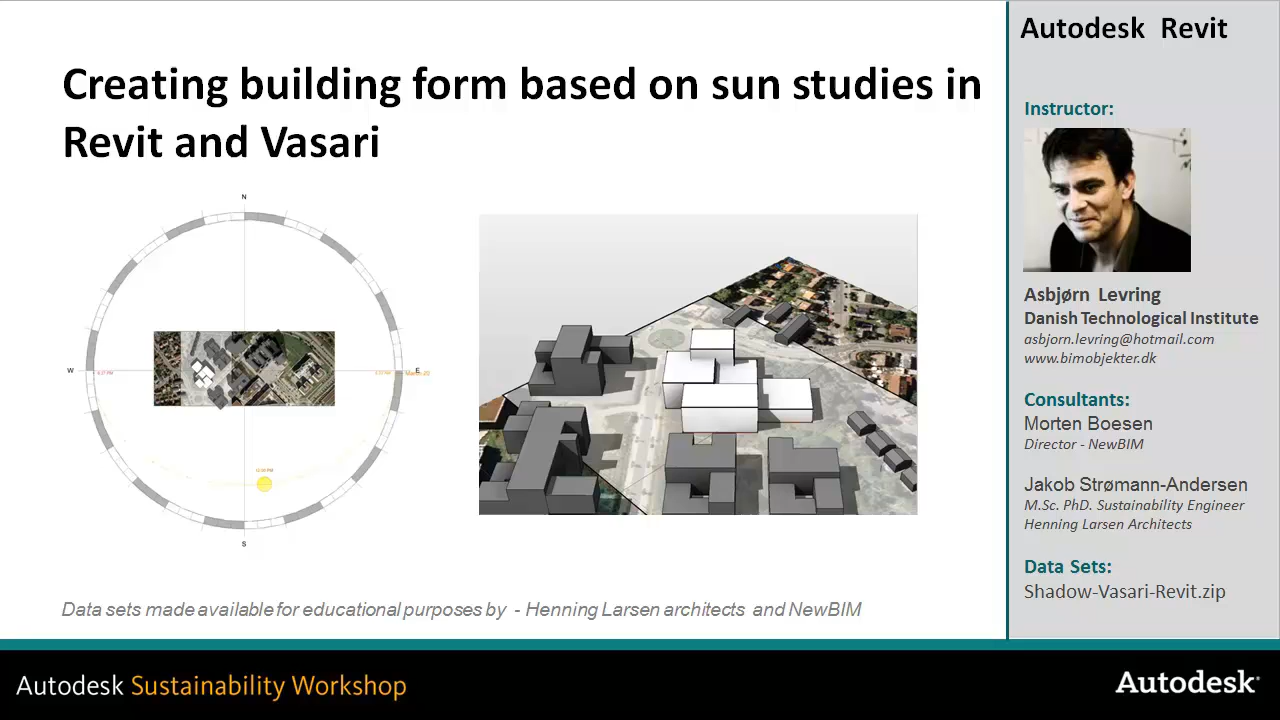 Creating building form based on sun studies in
Revit and Vasari
N
W
E
S
Data sets made available for educational purposes by - Henning Larsen architects and NewBIM
Autodesk Revit
Instructor:
Asbjørn Levring
Danish Technological Institute
asbjorn.levring@hotmail.com
www.bimobjekter.dk
Consultants:
Morten Boesen
Director - NewBIM
Jakob Strømann-Andersen
M.Sc. PhD. Sustainability Engineer
Henning Larsen Architects
Data Sets:
Shadow-Vasari-Revit.zip
Autodesk Sustainability Workshop
Autodesk